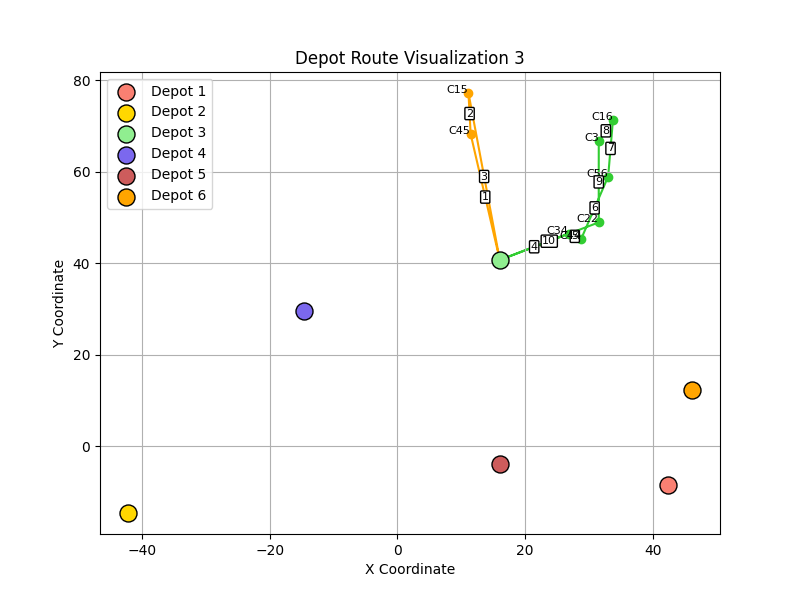 Depot Route Visualization 3
Depot 1
Depot 2
Depot 3
Depot 4
Depot 5
Depot 6
C15
2
C45
3
1
C16
8
C3
7
C56
9
6
C22
C34
4
10
80
60
40
20
0
−40
−20
0
20
40
Y Coordinate
X Coordinate